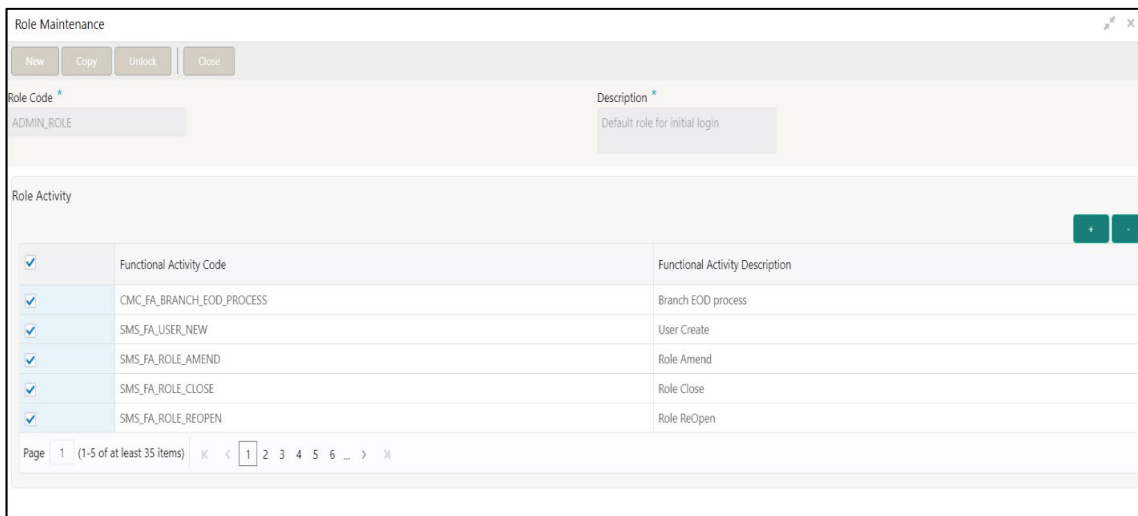 Role Maintenance
New Copy Unlock Close
Role Code * Description *
ADMIN_ROLE Default role for initial login
Role Activity
+ -
Functional Activity Code Functional Activity Description
CMC_FA_BRANCH_EOD_PROCESS Branch EOD process
SMS_FA_USER_NEW User Create
SMS_FA_ROLE_AMEND Role Amend
SMS_FA_ROLE_CLOSE Role Close
SMS_FA_ROLE_REOPEN Role ReOpen
Page 1 (1-5 of at least 35 items) 1 2 3 4 5 6 ...